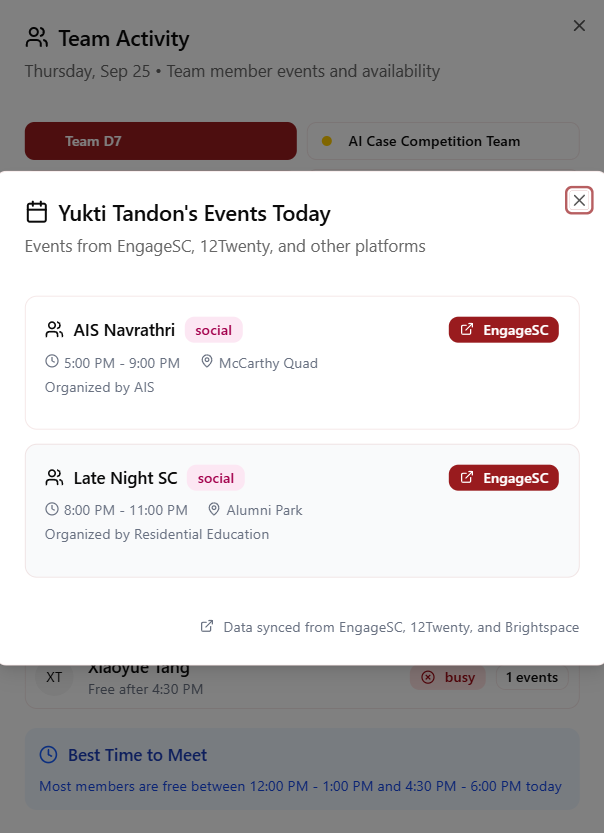 Team Activity
Thursday, Sep 25 • Team member events and availability
Team D7
AI Case Competition Team
Yukti Tandon's Events Today
Events from EngageSC, 12Twenty, and other platforms
AIS Navrathri social EngageSC
5:00 PM - 9:00 PM McCarthy Quad
Organized by AIS
Late Night SC social EngageSC
8:00 PM - 11:00 PM Alumni Park
Organized by Residential Education
Data synced from EngageSC, 12Twenty, and Brightspace
XT Xiaoyue Tang busy 1 events
Free after 4:30 PM
Best Time to Meet
Most members are free between 12:00 PM - 1:00 PM and 4:30 PM - 6:00 PM today